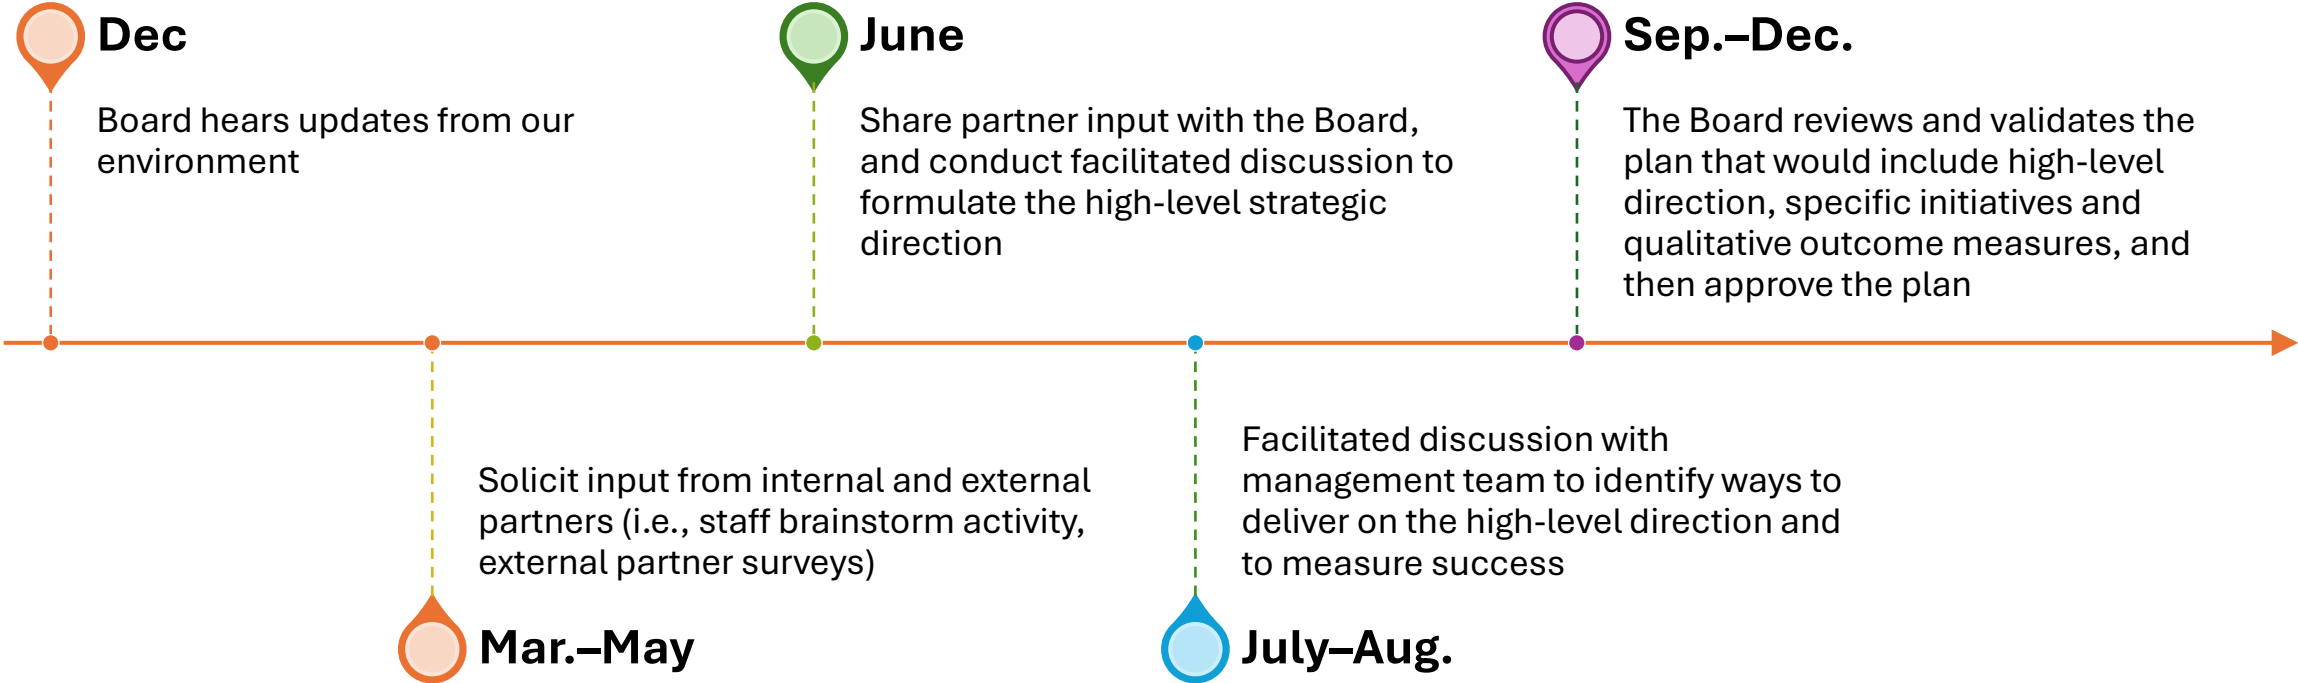 Dec
Board hears updates from our
environment
Mar.–May
Solicit input from internal and external
partners (i.e., staff brainstorm activity,
external partner surveys)
June
Share partner input with the Board,
and conduct facilitated discussion to
formulate the high-level strategic
direction
July–Aug.
Facilitated discussion with
management team to identify ways to
deliver on the high-level direction and
to measure success
Sep.–Dec.
The Board reviews and validates the
plan that would include high-level
direction, specific initiatives and
qualitative outcome measures, and
then approve the plan